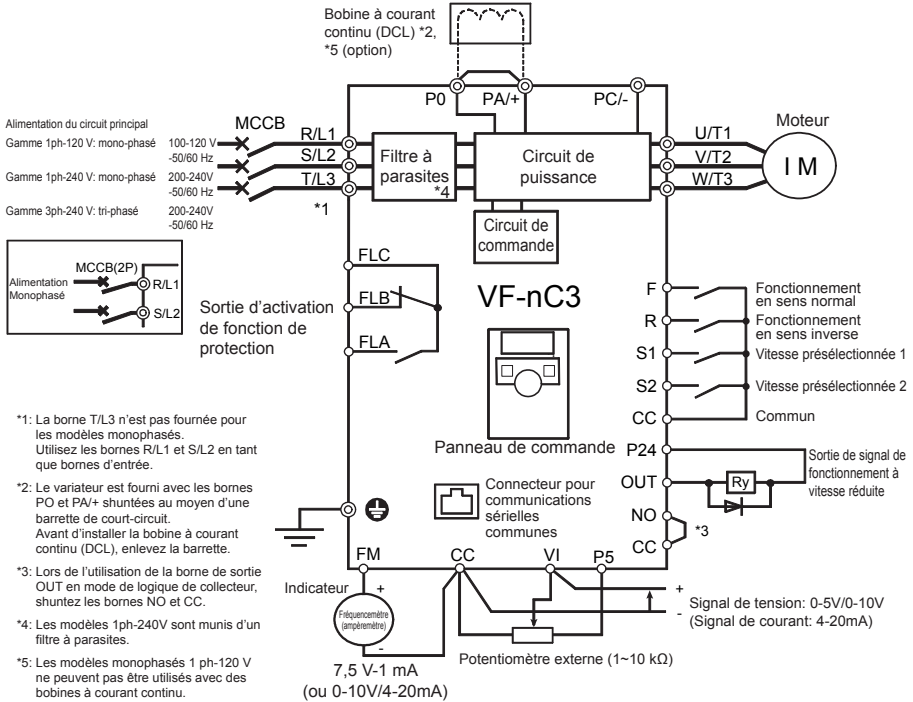 Bobine à courant
continu (DCL) *2,
*5 (option)
P0
PA/+
PC/-
Alimentation du circuit principal
MCCB
Gamme 1ph-120 V: mono-phasé 100-120 V
-50/60 Hz
Gamme 1ph-240 V: mono-phasé 200-240V
-50/60 Hz
Gamme 3ph-240 V: tri-phasé 200-240V
-50/60 Hz
R/L1
S/L2
T/L3
*1
Filtre à
parasites
*4
Circuit de
puissance
Circuit de
commande
U/T1
V/T2
W/T3
Moteur
I M
MCCB(2P)
Alimentation
Monophasé
R/L1
S/L2
Sortie d'activation
de fonction de
protection
FLC
FLB
FLA
VF-nC3
Panneau de commande
Connecteur pour
communications
sérielles
communes
F
Fonctionnement
en sens normal
R
Fonctionnement
en sens inverse
S1
Vitesse présélectionnée 1
S2
Vitesse présélectionnée 2
CC
Commun
P24
OUT
Ry
Sortie de signal de
fonctionnement à
vitesse réduite
NO
CC
*3
*1: La borne T/L3 n'est pas fournée pour
les modèles monophasés.
Utilisez les bornes R/L1 et S/L2 en tant
que bornes d'entrée.
*2: Le variateur est fourni avec les bornes
PO et PA/+ shuntées au moyen d'une
barrette de court-circuit.
Avant d'installer la bobine à courant
continu (DCL), enlevez la barrette.
*3: Lors de l'utilisation de la borne de sortie
OUT en mode de logique de collecteur,
shuntez les bornes NO et CC.
*4: Les modèles 1ph-240V sont munis d'un
filtre à parasites.
*5: Les modèles monophasés 1 ph-120 V
ne peuvent pas être utilisés avec des
bobines à courant continu.
FM
CC
VI
P5
Indicateur
+
Fréquencemètre
(ampèremètre)
-
7,5 V-1 mA
(ou 0-10V/4-20mA)
Potentiomètre externe (1~10 kΩ)
+
-
Signal de tension: 0-5V/0-10V
(Signal de courant: 4-20mA)